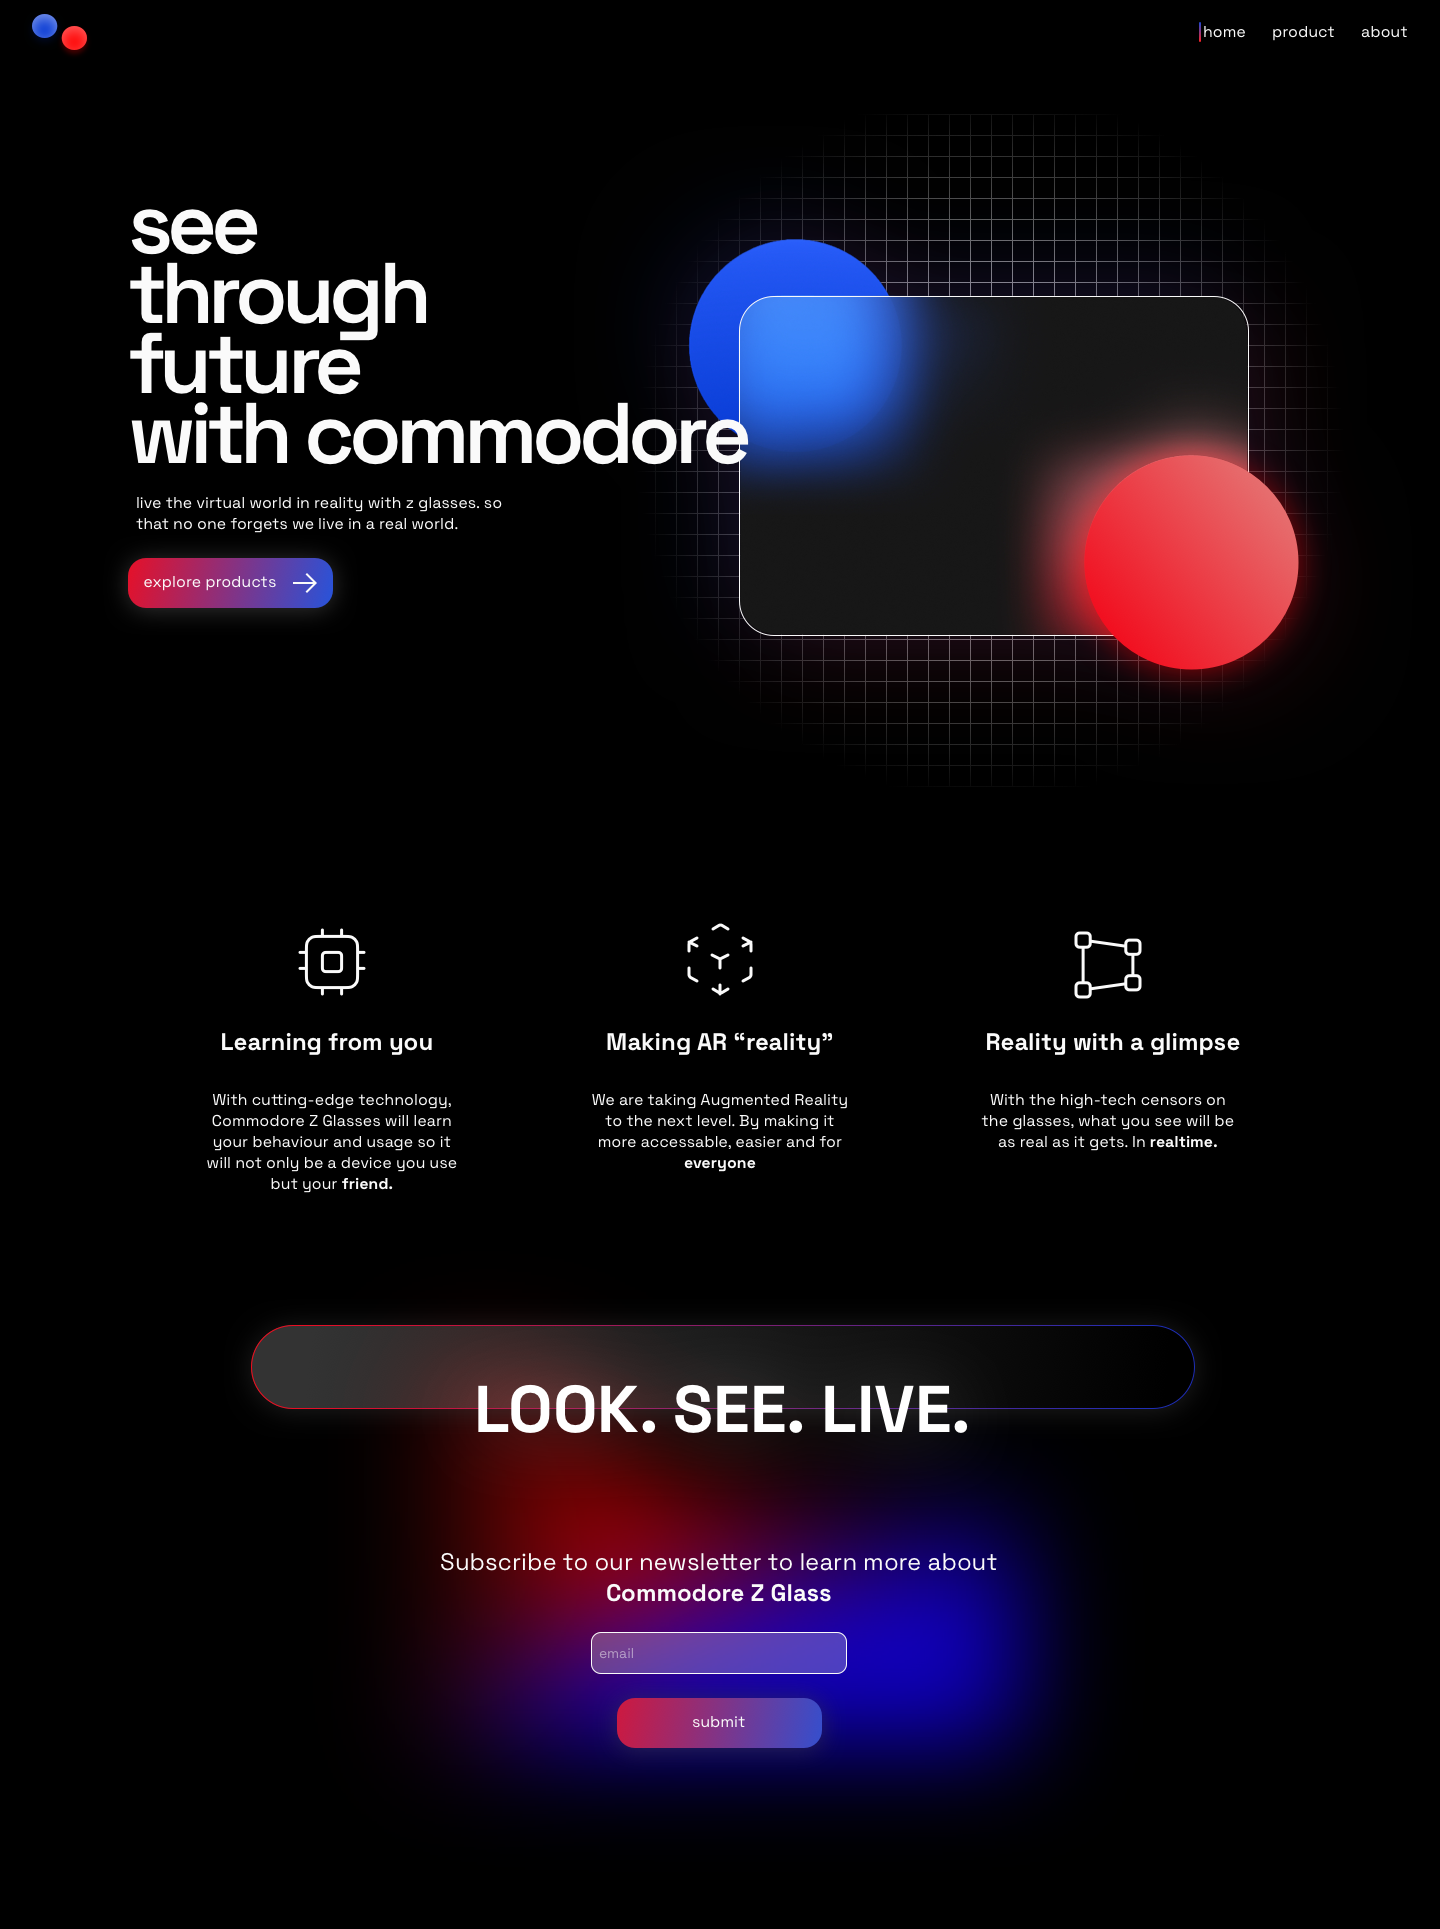 home product about
see
through
future
with commodore
live the virtual world in reality with z glasses. so
that no one forgets we live in a real world.
explore products
Learning from you
With cutting-edge technology,
Commodore Z Glasses will learn
your behaviour and usage so it
will not only be a device you use
but your friend.
Making AR “reality”
We are taking Augmented Reality
to the next level. By making it
more accessable, easier and for
everyone
Reality with a glimpse
With the high-tech censors on
the glasses, what you see will be
as real as it gets. In realtime.
LOOK. SEE. LIVE.
Subscribe to our newsletter to learn more about
Commodore Z Glass
email
submit